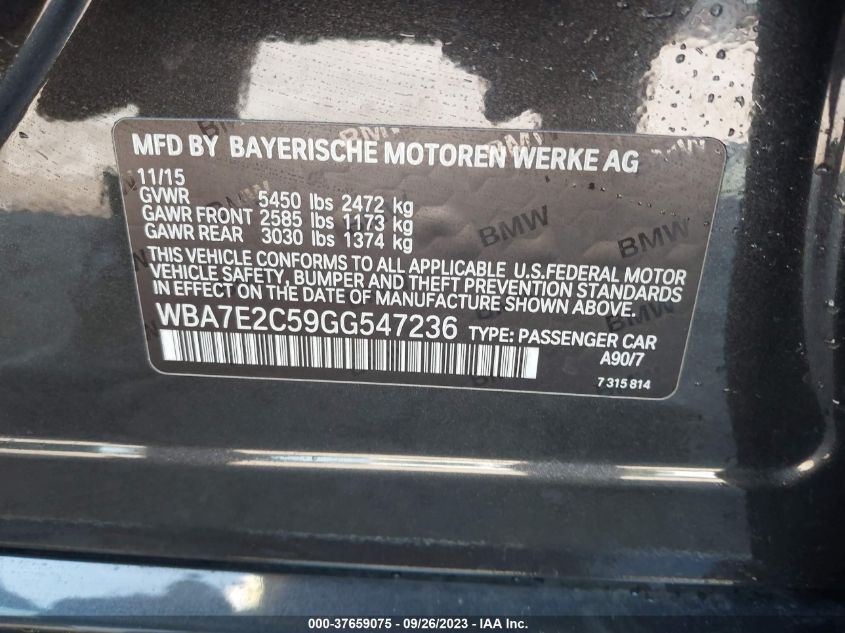 MFD BY BAYERISCHE MOTOREN WERKE AG
11/15
GVWR 5450 lbs 2472 kg
GAWR FRONT 2585 lbs 1173 kg
GAWR REAR 3030 lbs 1374 kg
THIS VEHICLE CONFORMS TO ALL APPLICABLE U.S.FEDERAL MOTOR
VEHICLE SAFETY, BUMPER AND THEFT PREVENTION STANDARDS
IN EFFECT ON THE DATE OF MANUFACTURE SHOWN ABOVE.
WBA7E2C59GG547236 TYPE: PASSENGER CAR
A90/7
7 315 814
BMW
BMW
BMW
000-37659075 - 09/26/2023 - IAA Inc.